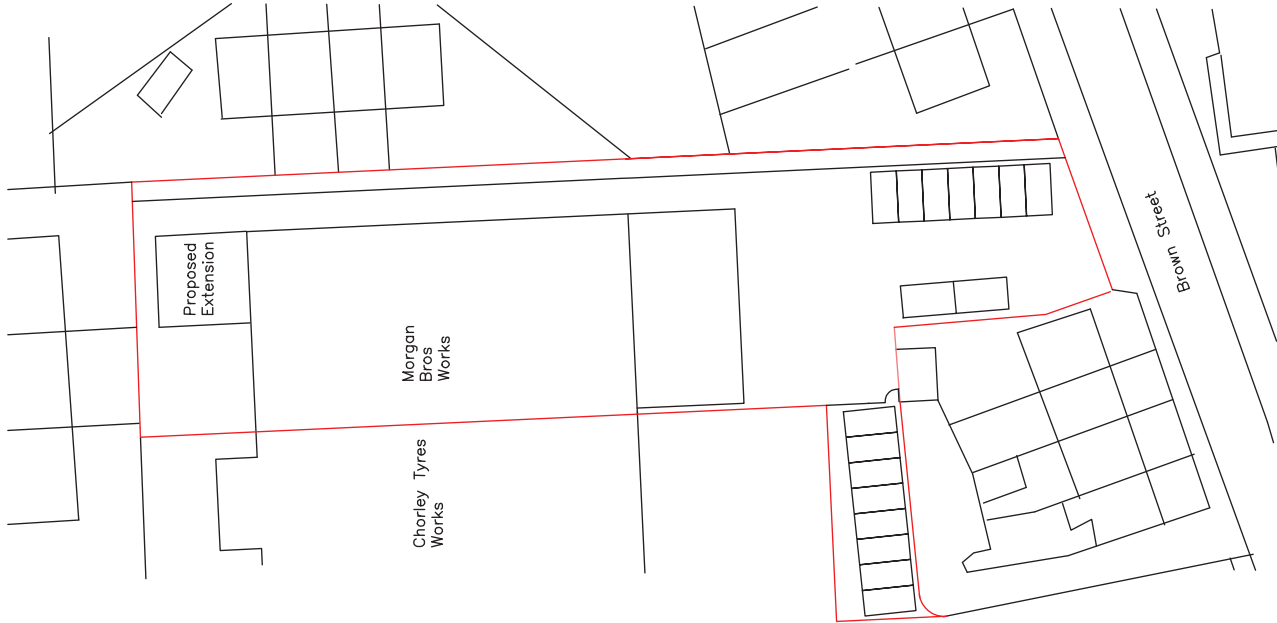 Proposed
Extension
Morgan
Bros
Works
Chorley Tyres
Works
Brown Street